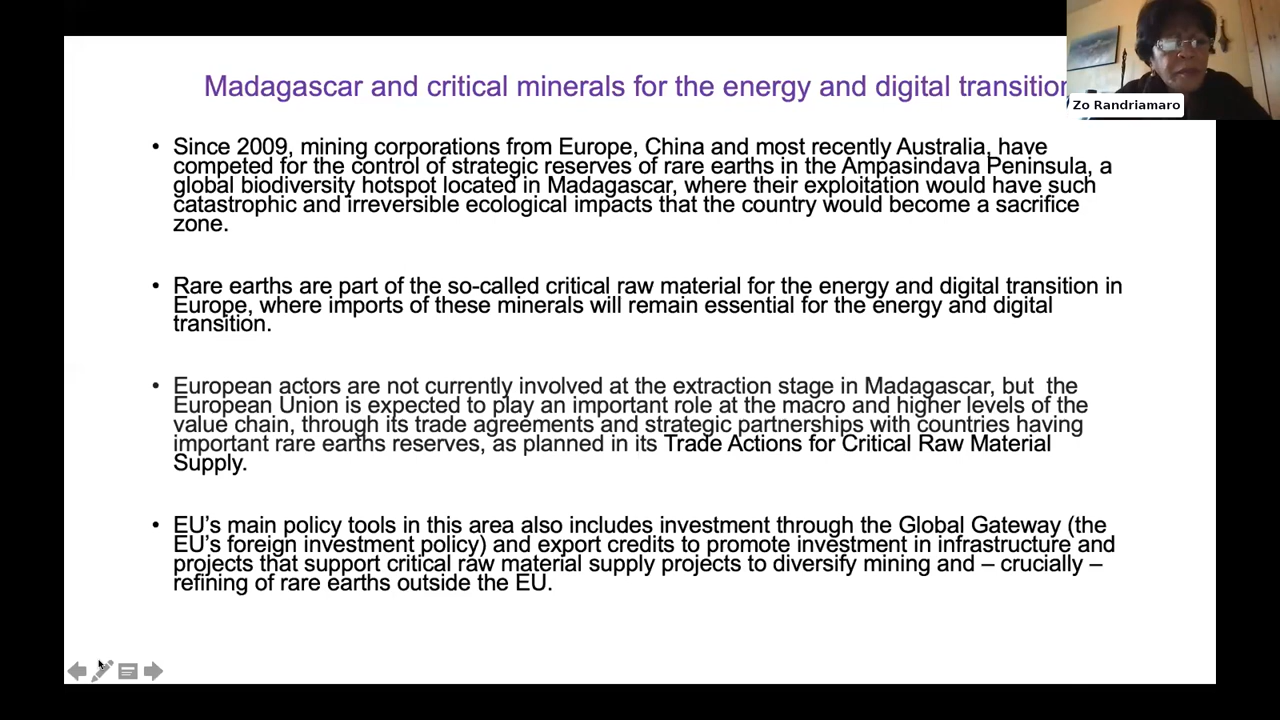 Madagascar and critical minerals for the energy and digital transition
Zo Randriamaro
• Since 2009, mining corporations from Europe, China and most recently Australia, have
competed for the control of strategic reserves of rare earths in the Ampasindava Peninsula, a
global biodiversity hotspot located in Madagascar, where their exploitation would have such
catastrophic and irreversible ecological impacts that the country would become a sacrifice
zone.
• Rare earths are part of the so-called critical raw material for the energy and digital transition in
Europe, where imports of these minerals will remain essential for the energy and digital
transition.
• European actors are not currently involved at the extraction stage in Madagascar, but  the
European Union is expected to play an important role at the macro and higher levels of the
value chain, through its trade agreements and strategic partnerships with countries having
important rare earths reserves, as planned in its Trade Actions for Critical Raw Material
Supply.
• EU’s main policy tools in this area also includes investment through the Global Gateway (the
EU’s foreign investment policy) and export credits to promote investment in infrastructure and
projects that support critical raw material supply projects to diversify mining and – crucially –
refining of rare earths outside the EU.